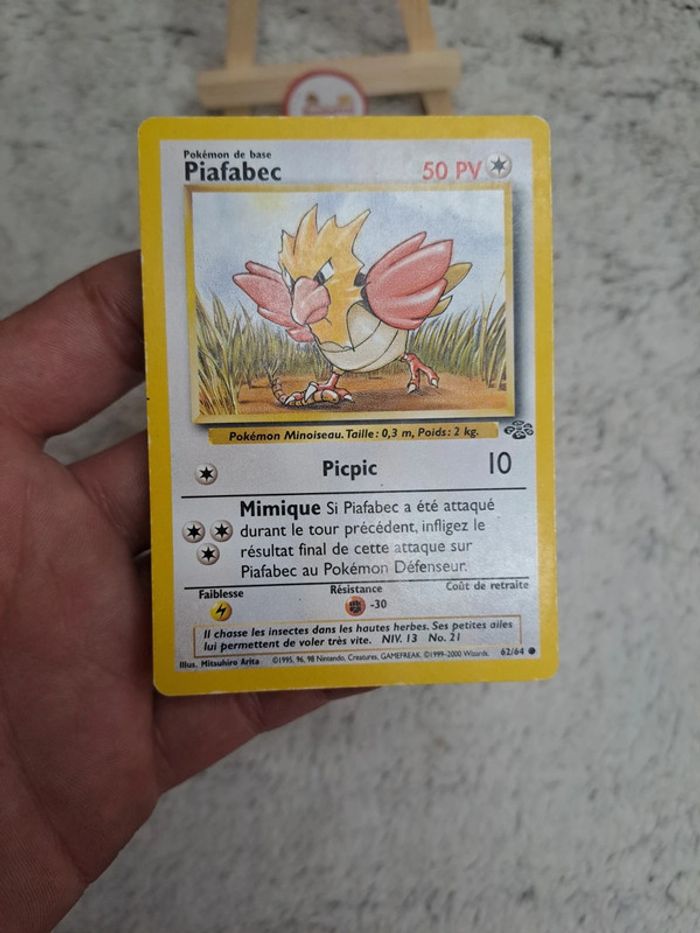 Pokémon de base
Piafabec
50 PV
Pokémon Minoiseau. Taille : 0,3 m, Poids : 2 kg.
Picpic 10
Mimique Si Piafabec a été attaqué
durant le tour précédent, infligez le
résultat final de cette attaque sur
Piafabec au Pokémon Défenseur.
Faiblesse Résistance Coût de retraite
-30
Il chasse les insectes dans les hautes herbes. Ses petites ailes
lui permettent de voler très vite. NIV. 13 No. 21
Illus. Mitsuhiro Arita ©1995, 96, 98 Nintendo, Creatures, GAMEFREAK. ©1999-2000 Wizards. 62/64